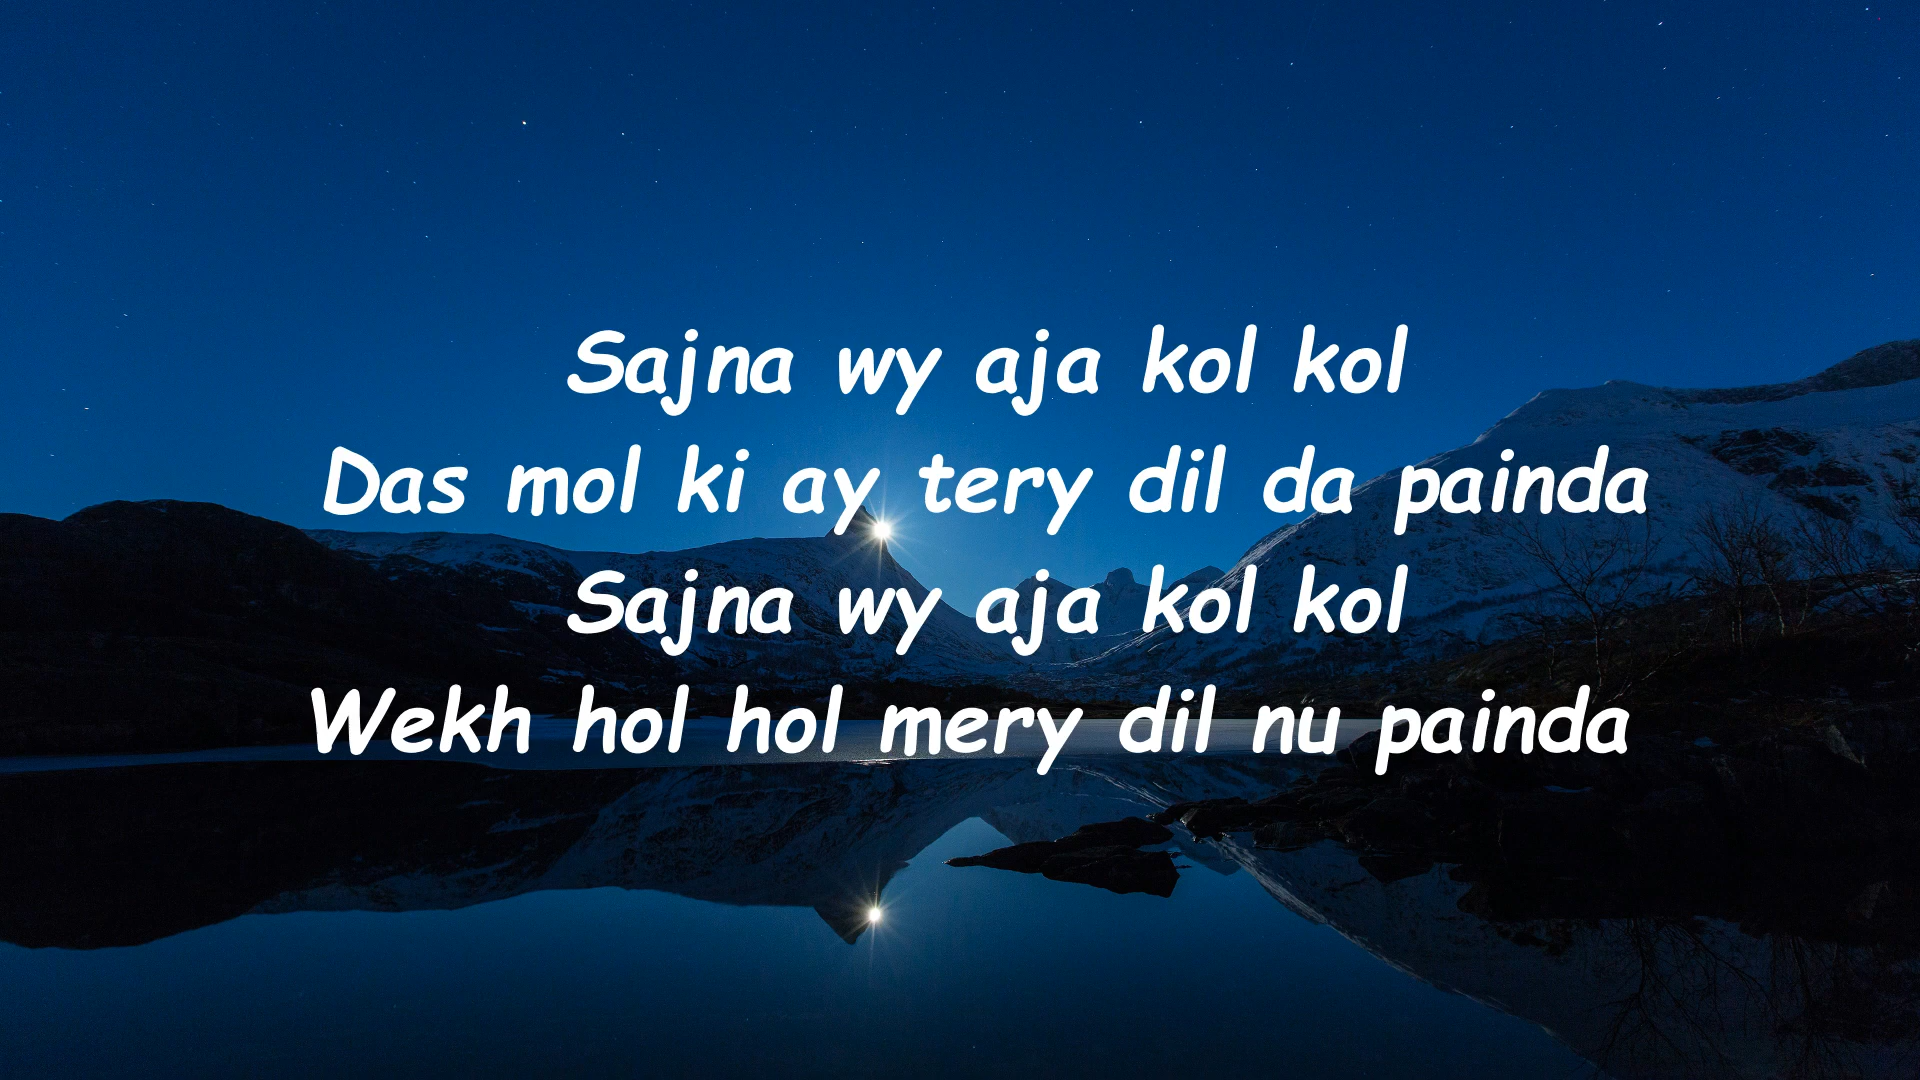 Sajna wy aja kol kol
Das mol ki ay tery dil da painda
Sajna wy aja kol kol
Wekh hol hol mery dil nu painda